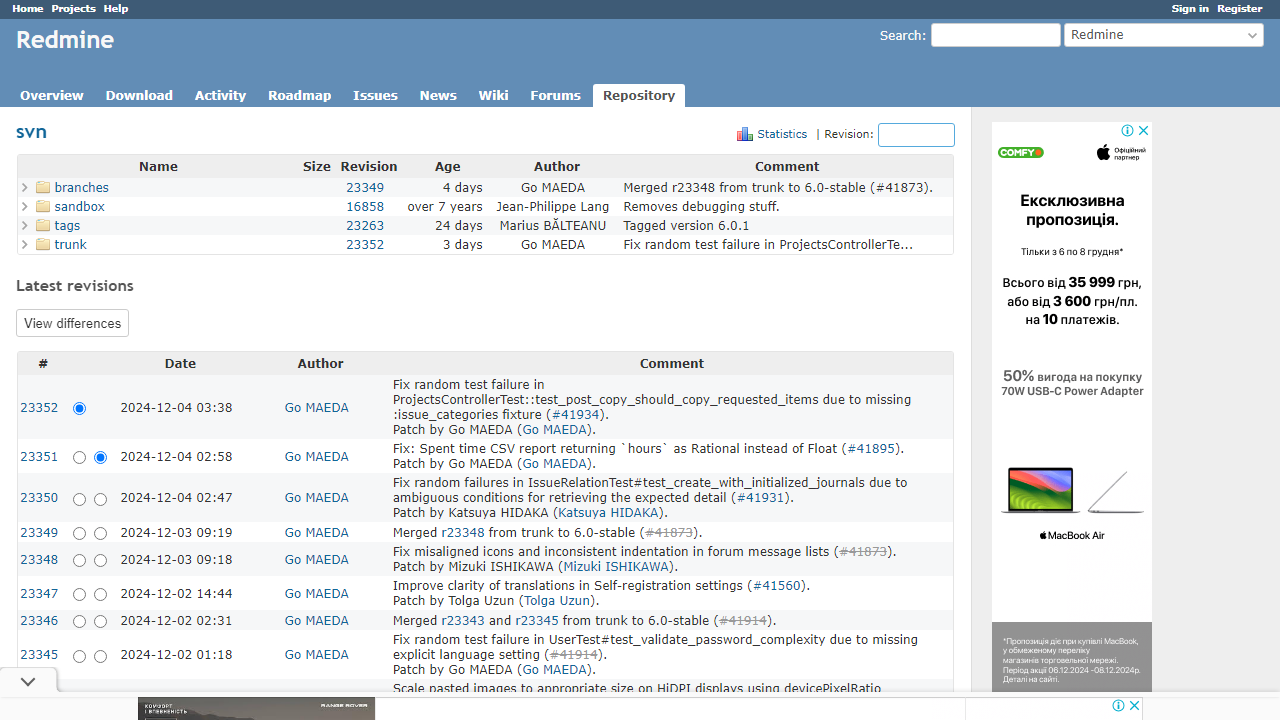 Home Projects Help Sign in Register
Redmine
Search: Redmine
Overview Download Activity Roadmap Issues News Wiki Forums Repository
svn
Statistics | Revision:
Name Size Revision Age Author Comment
branches 23349 4 days Go MAEDA Merged r23348 from trunk to 6.0-stable (#41873).
sandbox 16858 over 7 years Jean-Philippe Lang Removes debugging stuff.
tags 23263 24 days Marius BĂLTEANU Tagged version 6.0.1
trunk 23352 3 days Go MAEDA Fix random test failure in ProjectsControllerTe...
Latest revisions
View differences
# Date Author Comment
23352 2024-12-04 03:38 Go MAEDA Fix random test failure in
ProjectsControllerTest::test_post_copy_should_copy_requested_items due to missing
:issue_categories fixture (#41934).
Patch by Go MAEDA (Go MAEDA).
23351 2024-12-04 02:58 Go MAEDA Fix: Spent time CSV report returning `hours` as Rational instead of Float (#41895).
Patch by Go MAEDA (Go MAEDA).
23350 2024-12-04 02:47 Go MAEDA Fix random failures in IssueRelationTest#test_create_with_initialized_journals due to
ambiguous conditions for retrieving the expected detail (#41931).
Patch by Katsuya HIDAKA (Katsuya HIDAKA).
23349 2024-12-03 09:19 Go MAEDA Merged r23348 from trunk to 6.0-stable (#41873).
23348 2024-12-03 09:18 Go MAEDA Fix misaligned icons and inconsistent indentation in forum message lists (#41873).
Patch by Mizuki ISHIKAWA (Mizuki ISHIKAWA).
23347 2024-12-02 14:44 Go MAEDA Improve clarity of translations in Self-registration settings (#41560).
Patch by Tolga Uzun (Tolga Uzun).
23346 2024-12-02 02:31 Go MAEDA Merged r23343 and r23345 from trunk to 6.0-stable (#41914).
23345 2024-12-02 01:18 Go MAEDA Fix random test failure in UserTest#test_validate_password_complexity due to missing
explicit language setting (#41914).
Patch by Go MAEDA (Go MAEDA).
Scale pasted images to appropriate size on HiDPI displays using devicePixelRatio
COMFY
Офіційний
партнер
Ексклюзивна
пропозиція.
Тільки з 6 по 8 грудня*
Всього від 35 999 грн,
або від 3 600 грн/пл.
на 10 платежів.
50% вигода на покупку
70W USB-C Power Adapter
MacBook Air
*Пропозиція діє при купівлі MacBook,
у обмеженому переліку
магазинів торговельної мережі.
Період акції 06.12.2024 -08.12.2024р.
Деталі на сайті.
КОМФОРТ
І ВПЕВНЕНІСТЬ
RANGE ROVER